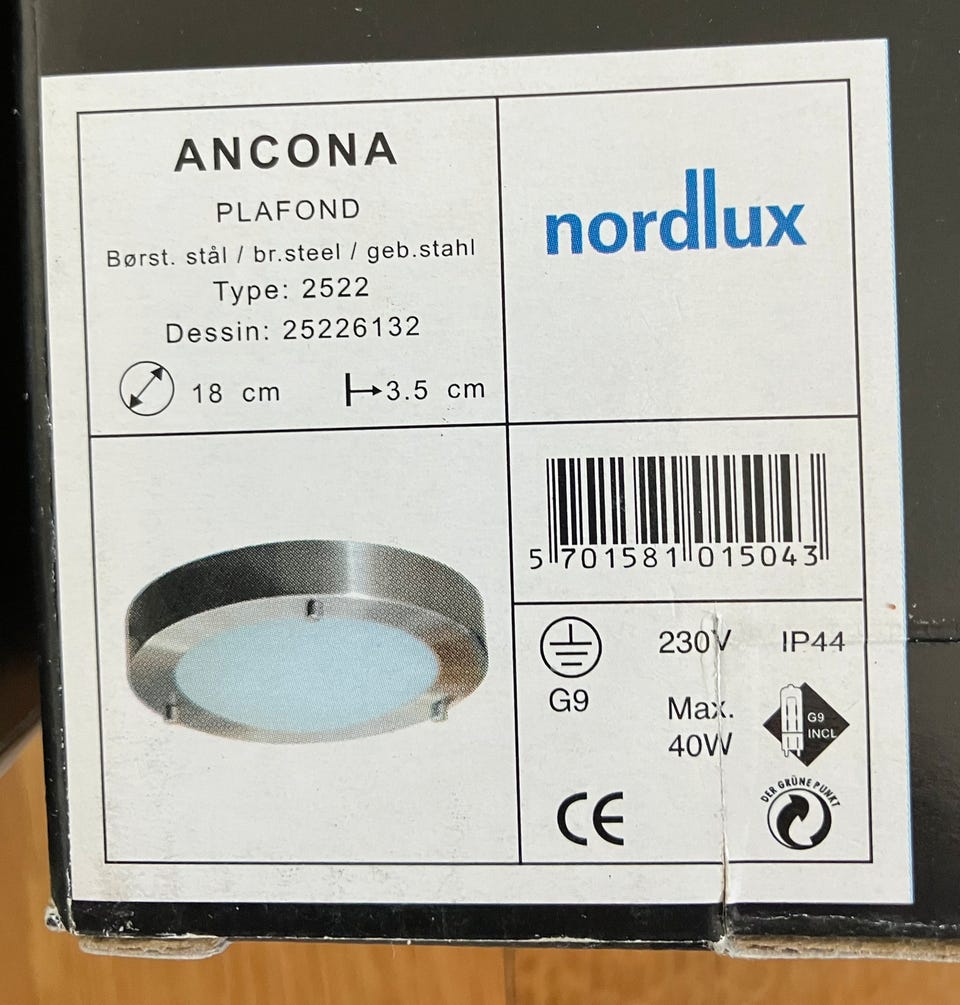 ANCONA
PLAFOND
Børst. stål / br.steel / geb.stahl
Type: 2522
Dessin: 25226132
18 cm
3.5 cm
nordlux
5 701581 015043
230V
IP44
G9
Max.
40W
G9
INCL
CE
DER GRÜNE PUNKT